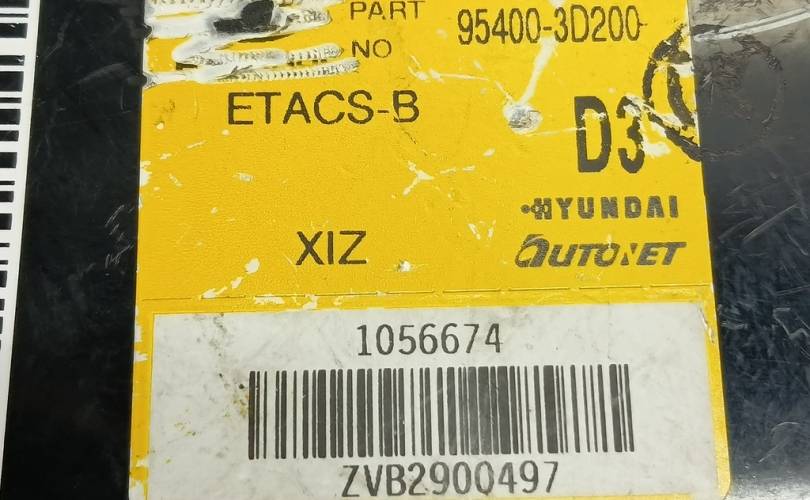 PART 95400-3D200
NO
ETACS-B
D3
HYUNDAI
XIZ AUTONET
1056674
ZVB2900497